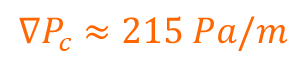 ∇P_c ≈ 215 Pa/m